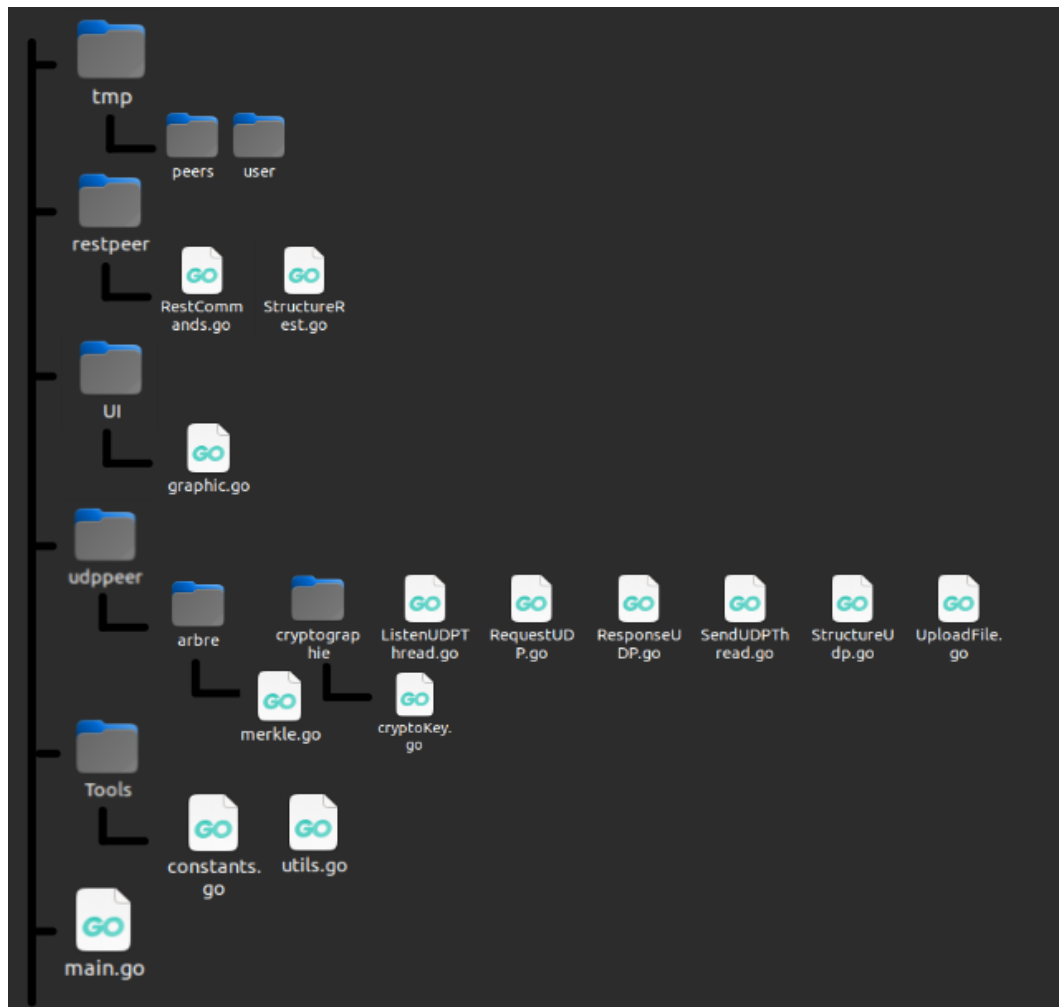 tmp
peers
user
restpeer
GO
GO
RestComm
ands.go
StructureR
est.go
UI
GO
graphic.go
udppeer
arbre
cryptograp
hie
GO
ListenUDPT
hread.go
GO
RequestUD
P.go
GO
ResponseU
DP.go
GO
SendUDPTh
read.go
GO
StructureU
dp.go
GO
UploadFile.
go
GO
merkle.go
GO
cryptoKey.
go
Tools
GO
constants.
go
GO
utils.go
GO
main.go